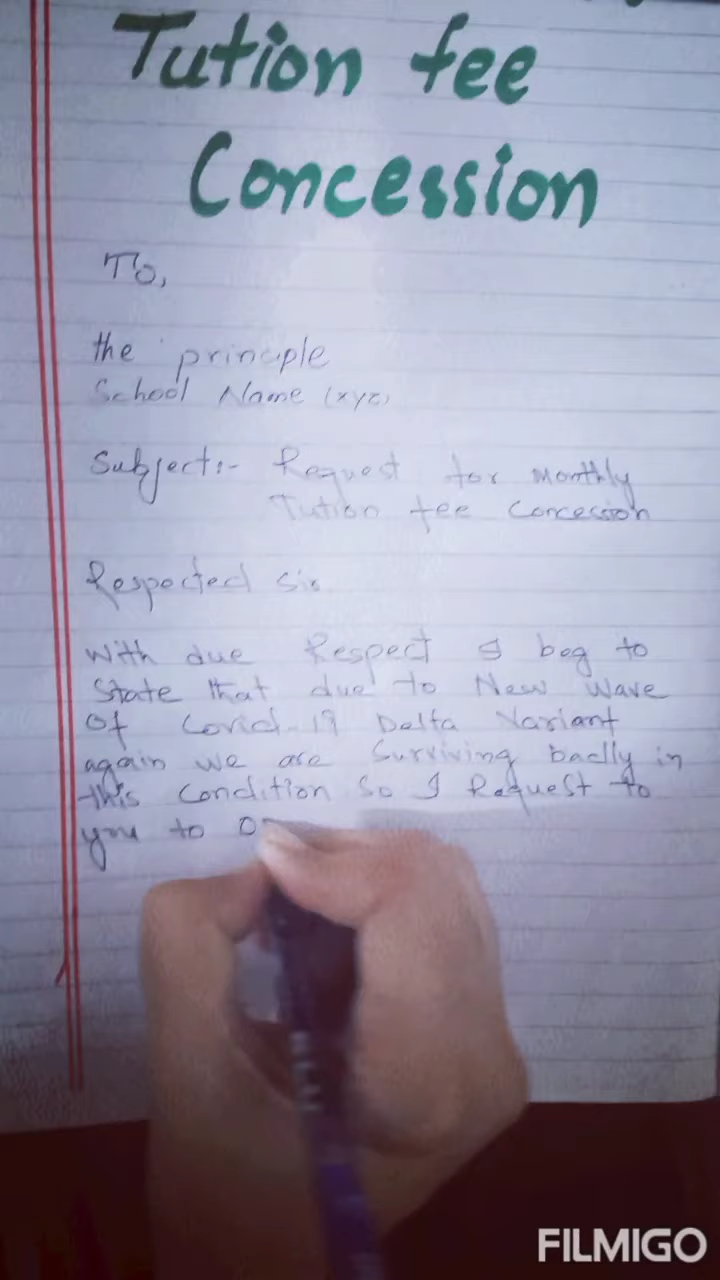 Tution fee
Concession
To,
the principle
School Name (xyz)
Subject:- Request for Monthly
Tution fee Concession
Respected Sir
With due Respect I beg to
State that due to New Wave
Of Covid-19 Delta Variant
again we are Surviving badly in
this Condition So I Request to
you to
FILMIGO